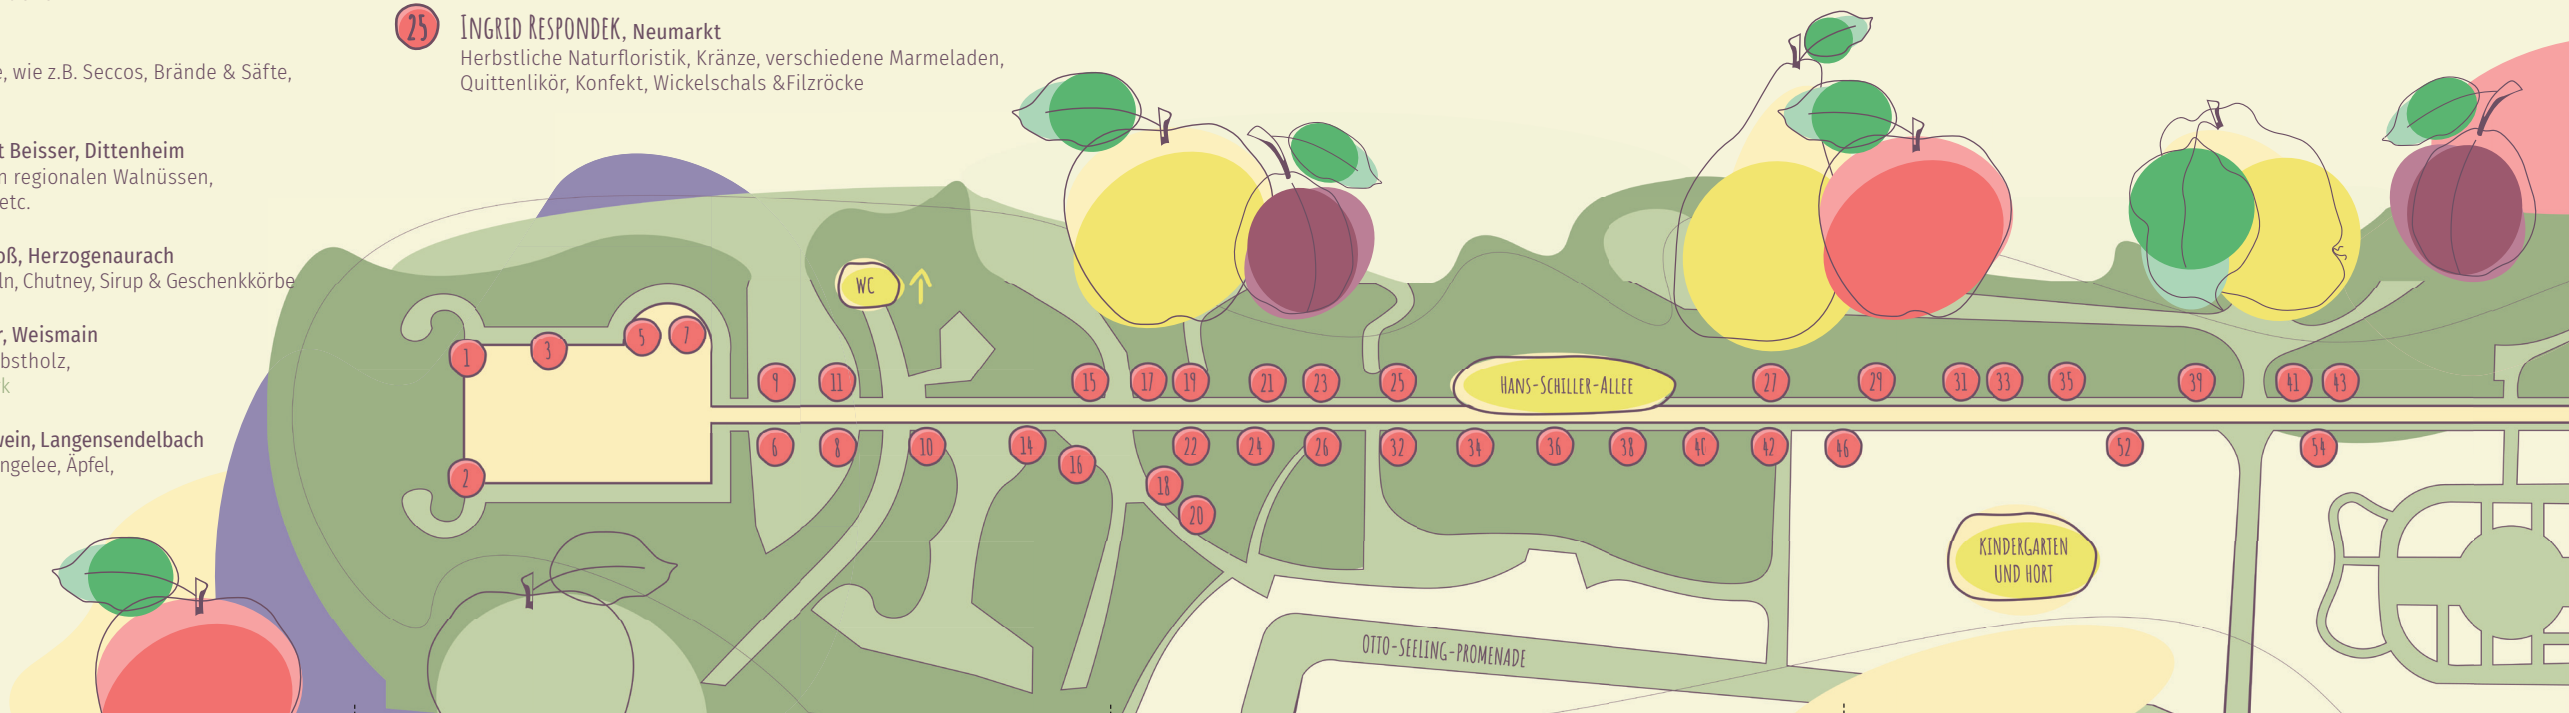 e, wie z.B. Seccos, Brände & Säfte,
t Beisser, Dittenheim
n regionalen Walnüssen,
etc.
oß, Herzogenaurach
ln, Chutney, Sirup & Geschenkkörbe
r, Weismain
bstholz,
k
wein, Langensendelbach
ngelee, Äpfel,
25 Ingrid Respondek, Neumarkt
Herbstliche Naturfloristik, Kränze, verschiedene Marmeladen,
Quittenlikör, Konfekt, Wickelschals &Filzröcke
WC
1 3 5 7
9 11 15 17 19 21 23 25 Hans-Schiller-Allee 27 29 31 33 35 39 41 43
6 8 10 14 16 22 24 26 32 34 36 38 40 42 46 52 54
2 18
20
Kindergarten
und Hort
Otto-Seeling-Promenade